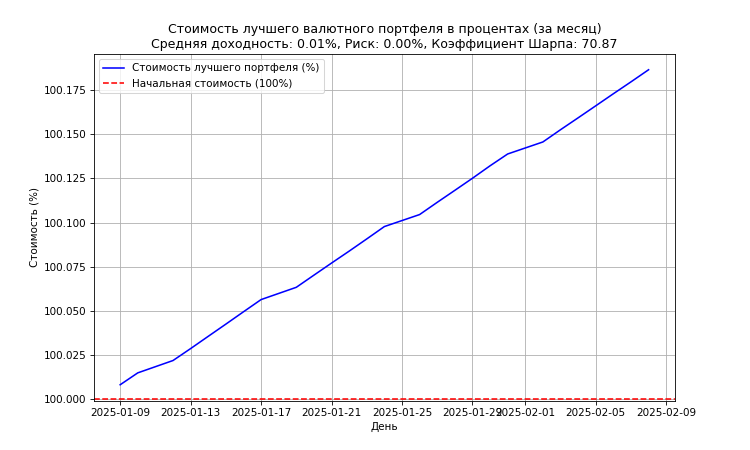 Стоимость лучшего валютного портфеля в процентах (за месяц)
Средняя доходность: 0.01%, Риск: 0.00%, Коэффициент Шарпа: 70.87
Стоимость лучшего портфеля (%)
Начальная стоимость (100%)
Стоимость (%)
100.175
100.150
100.125
100.100
100.075
100.050
100.025
100.000
2025-01-09 2025-01-13 2025-01-17 2025-01-21 2025-01-25 2025-01-29 2025-02-01 2025-02-05 2025-02-09
День